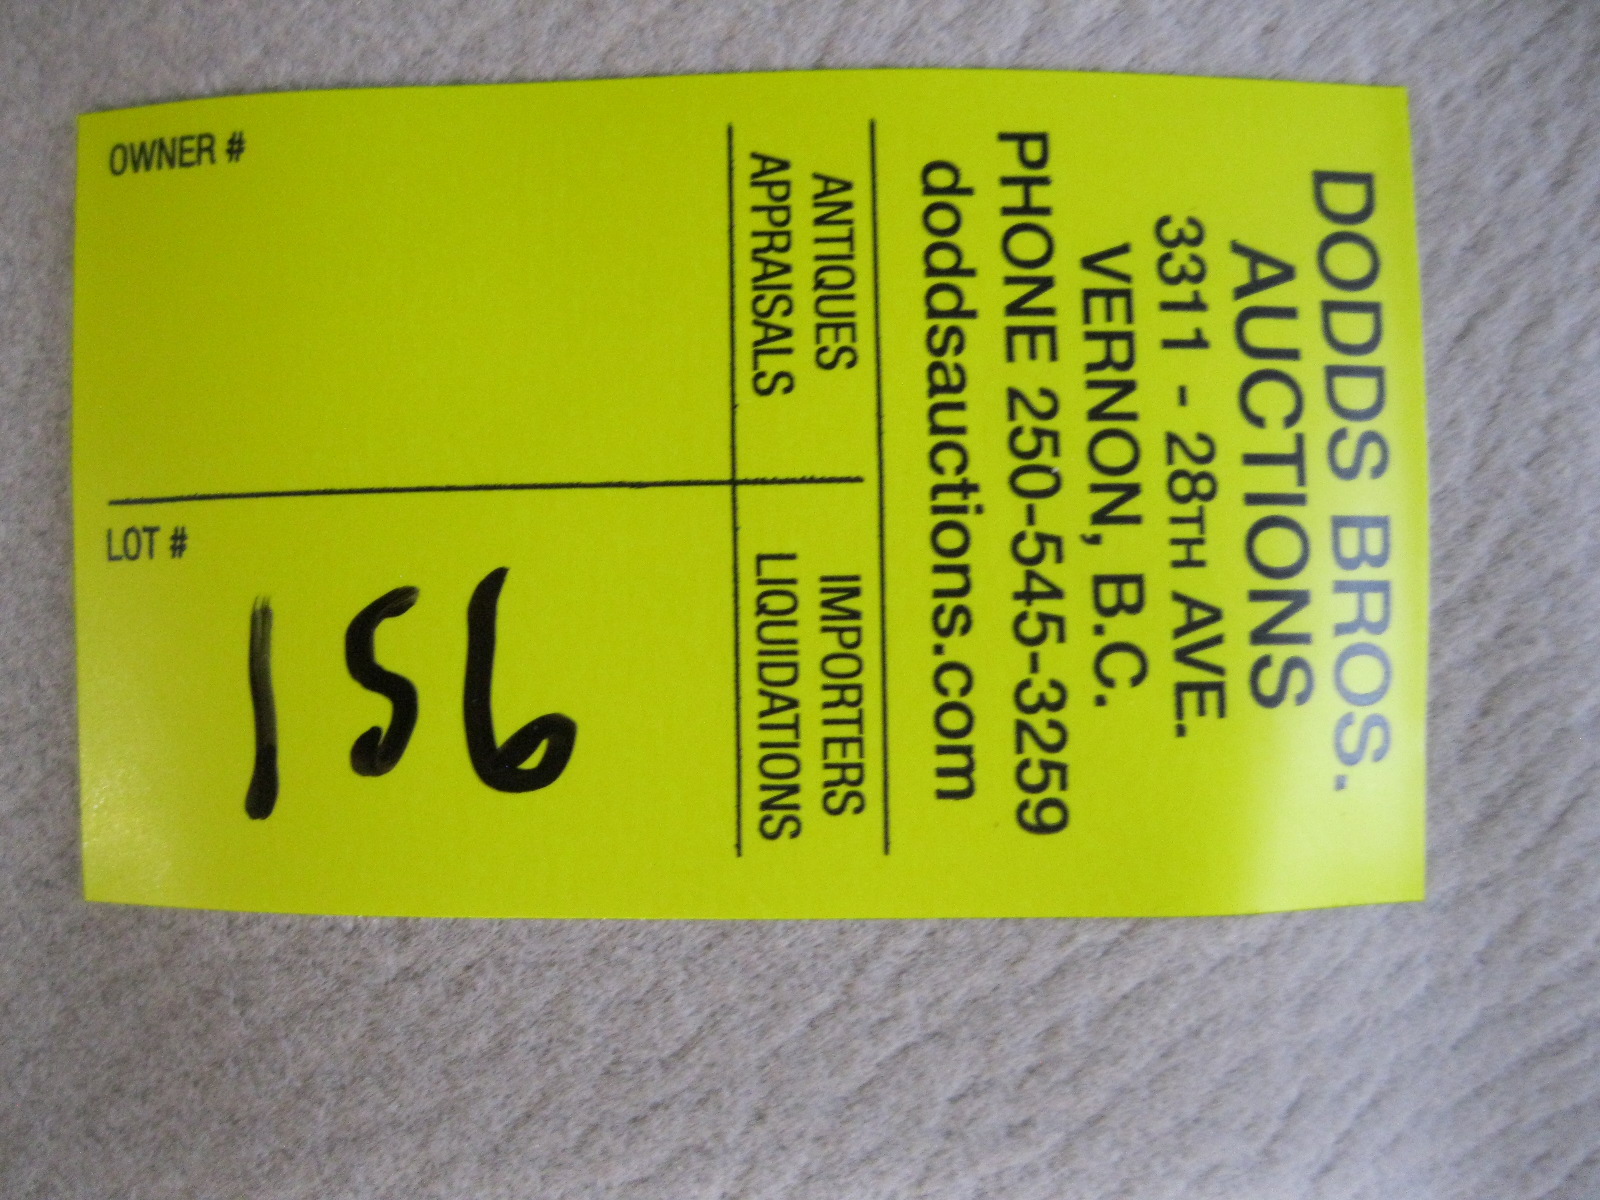 DODDS BROS.
AUCTIONS
3311 - 28TH AVE.
VERNON, B.C.
PHONE 250-545-3259
doddsauctions.com
ANTIQUES
APPRAISALS
IMPORTERS
LIQUIDATIONS
OWNER #
LOT #
951